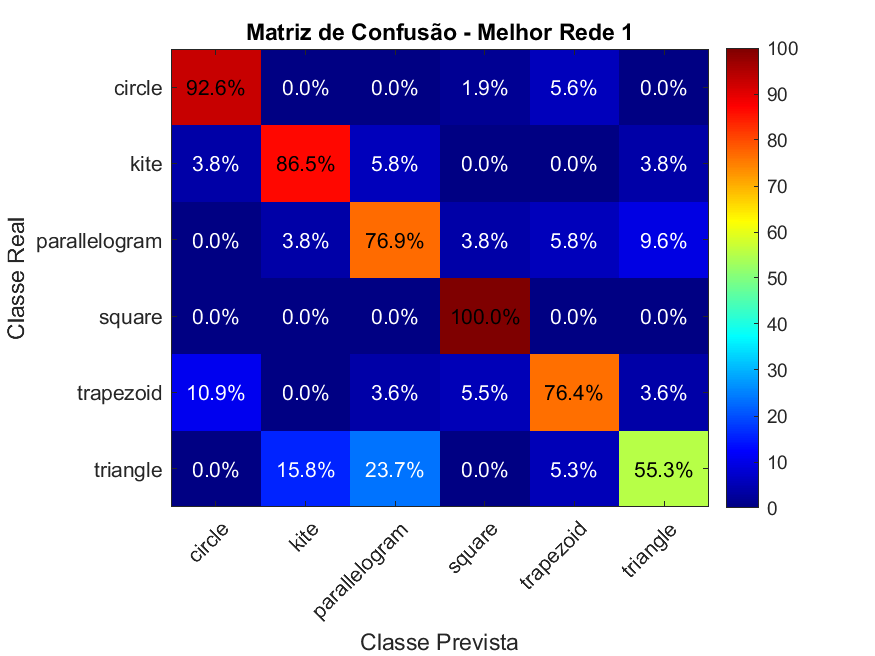 Matriz de Confusão - Melhor Rede 1
Classe Real
circle 92.6% 0.0% 0.0% 1.9% 5.6% 0.0%
kite 3.8% 86.5% 5.8% 0.0% 0.0% 3.8%
parallelogram 0.0% 3.8% 76.9% 3.8% 5.8% 9.6%
square 0.0% 0.0% 0.0% 100.0% 0.0% 0.0%
trapezoid 10.9% 0.0% 3.6% 5.5% 76.4% 3.6%
triangle 0.0% 15.8% 23.7% 0.0% 5.3% 55.3%
circle kite parallelogram square trapezoid triangle
Classe Prevista
100
90
80
70
60
50
40
30
20
10
0